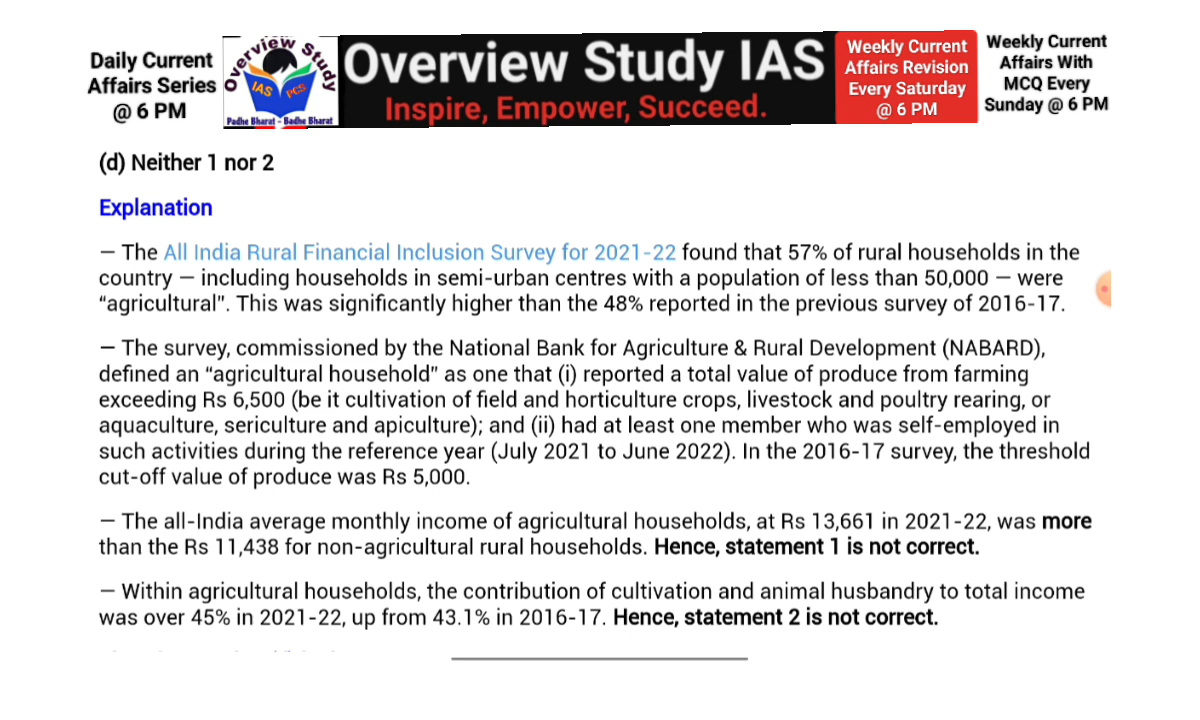 Daily Current
Affairs Series
@ 6 PM
Overview Study
IAS PCS
Padhe Bharat - Badhe Bharat
Overview Study IAS
Inspire, Empower, Succeed.
Weekly Current
Affairs Revision
Every Saturday
@ 6 PM
Weekly Current
Affairs With
MCQ Every
Sunday @ 6 PM
(d) Neither 1 nor 2
Explanation
— The All India Rural Financial Inclusion Survey for 2021-22 found that 57% of rural households in the
country — including households in semi-urban centres with a population of less than 50,000 — were
“agricultural”. This was significantly higher than the 48% reported in the previous survey of 2016-17.
— The survey, commissioned by the National Bank for Agriculture & Rural Development (NABARD),
defined an “agricultural household” as one that (i) reported a total value of produce from farming
exceeding Rs 6,500 (be it cultivation of field and horticulture crops, livestock and poultry rearing, or
aquaculture, sericulture and apiculture); and (ii) had at least one member who was self-employed in
such activities during the reference year (July 2021 to June 2022). In the 2016-17 survey, the threshold
cut-off value of produce was Rs 5,000.
— The all-India average monthly income of agricultural households, at Rs 13,661 in 2021-22, was more
than the Rs 11,438 for non-agricultural rural households. Hence, statement 1 is not correct.
— Within agricultural households, the contribution of cultivation and animal husbandry to total income
was over 45% in 2021-22, up from 43.1% in 2016-17. Hence, statement 2 is not correct.